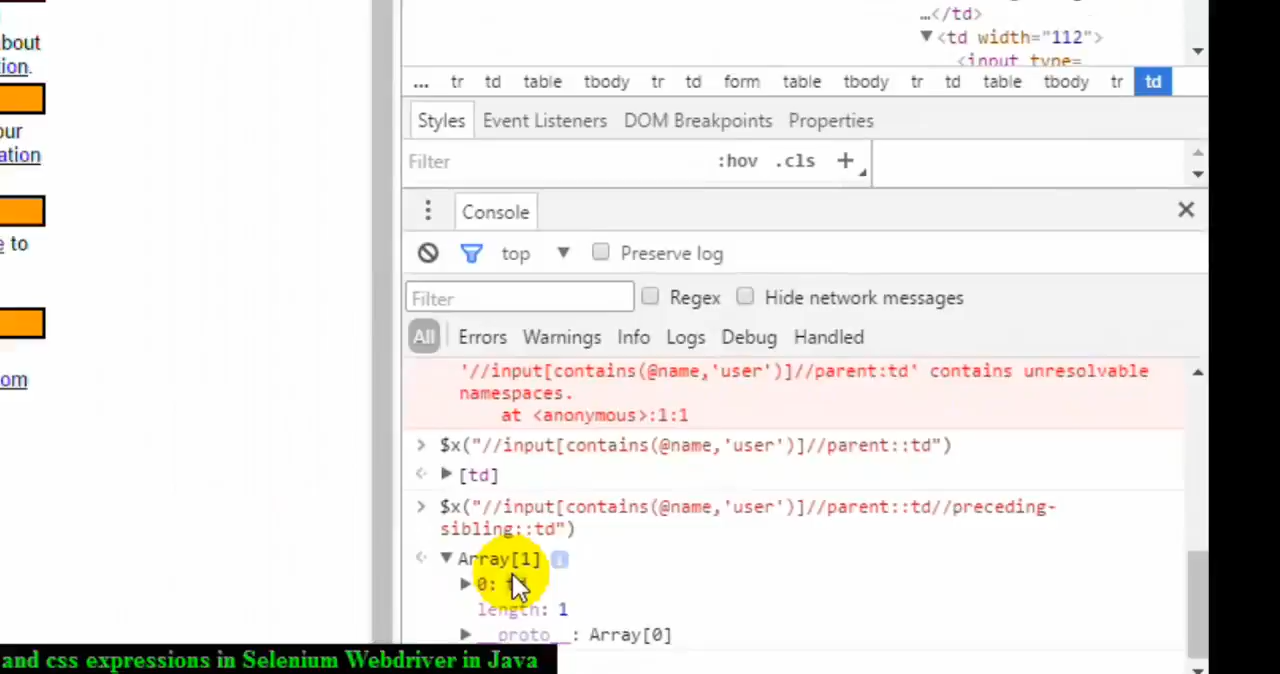 …</td>
<td width="112">
<input type=
bout
ion.
... tr td table tbody tr td form table tbody tr td table tbody tr td
Styles Event Listeners DOM Breakpoints Properties
our
ation
Filter :hov .cls +
Console
e to
top Preserve log
Filter Regex Hide network messages
All Errors Warnings Info Logs Debug Handled
om
'//input[contains(@name,'user')]//parent:td' contains unresolvable
namespaces.
at <anonymous>:1:1
> $x("//input[contains(@name,'user')]//parent::td")
[td]
> $x("//input[contains(@name,'user')]//parent::td//preceding-
sibling::td")
Array[1] i
0: td
length: 1
__proto__: Array[0]
and css expressions in Selenium Webdriver in Java